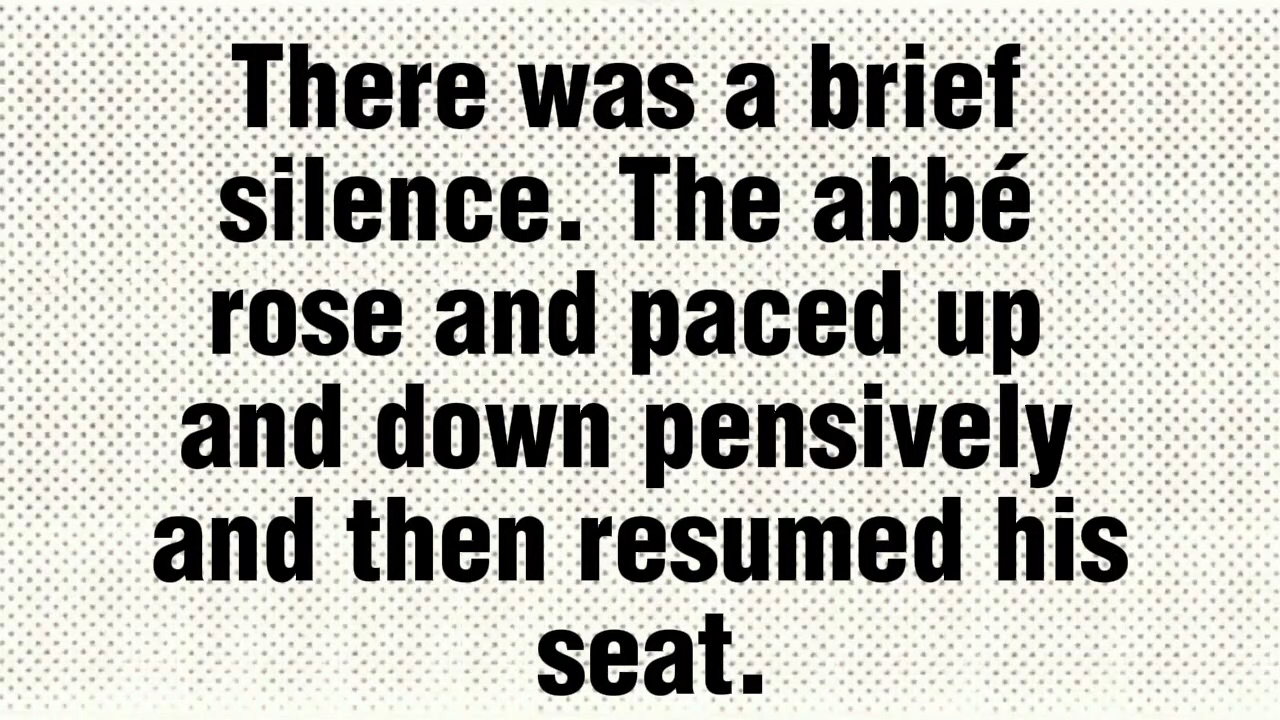 There was a brief
silence. The abbé
rose and paced up
and down pensively
and then resumed his
seat.